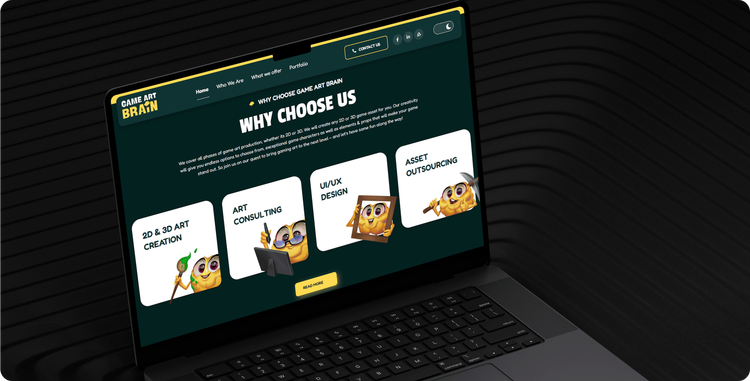 GAME ART
BRAIN
Home Who We Are What we offer Portfolio
CONTACT US
WHY CHOOSE GAME ART BRAIN
WHY CHOOSE US
We cover all phases of game art production, whether its 2D or 3D. We will create any 2D or 3D game asset for you. Our creativity
will give you endless options to choose from, exceptional game characters as well as elements & props that will make your game
stand out. So join us on our quest to bring gaming art to the next level – and let's have some fun along the way!
2D & 3D ART
CREATION
ART
CONSULTING
UI/UX
DESIGN
ASSET
OUTSOURCING
READ MORE